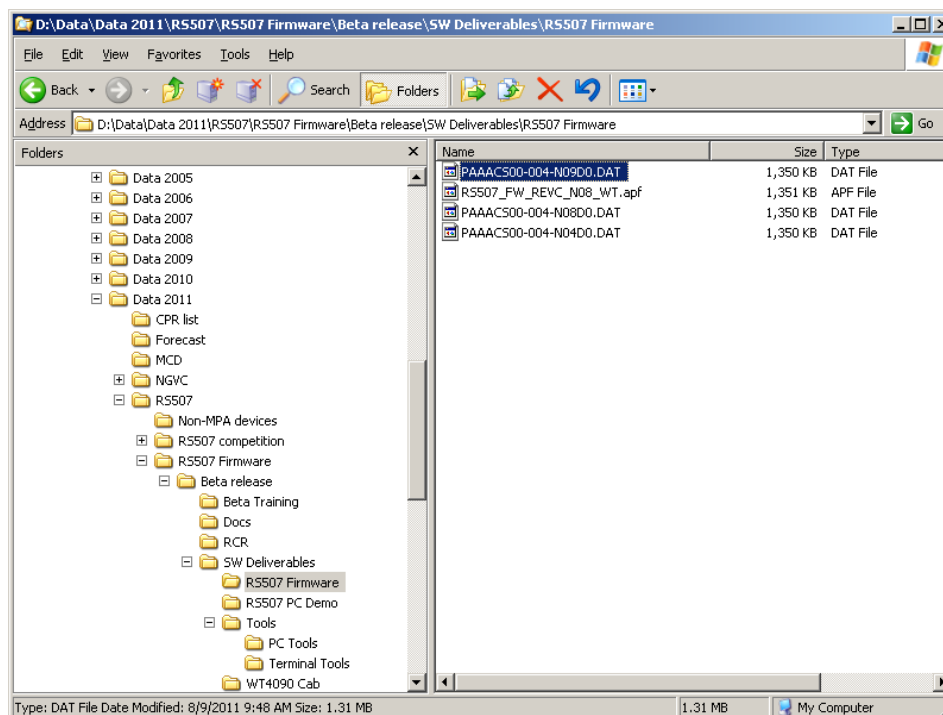 D:\Data\Data 2011\RS507\RS507 Firmware\Beta release\SW Deliverables\RS507 Firmware
File Edit View Favorites Tools Help
Back Search Folders
Address D:\Data\Data 2011\RS507\RS507 Firmware\Beta release\SW Deliverables\RS507 Firmware Go
Folders
Data 2005
Data 2006
Data 2007
Data 2008
Data 2009
Data 2010
Data 2011
CPR list
Forecast
MCD
NGVC
RS507
Non-MPA devices
RS507 competition
RS507 Firmware
Beta release
Beta Training
Docs
RCR
SW Deliverables
RS507 Firmware
RS507 PC Demo
Tools
PC Tools
Terminal Tools
WT4090 Cab
Name Size Type
PAAACS00-004-N09D0.DAT 1,350 KB DAT File
RS507_FW_REVC_N08_WT.apf 1,351 KB APF File
PAAACS00-004-N08D0.DAT 1,350 KB DAT File
PAAACS00-004-N04D0.DAT 1,350 KB DAT File
Type: DAT File Date Modified: 8/9/2011 9:48 AM Size: 1.31 MB 1.31 MB My Computer